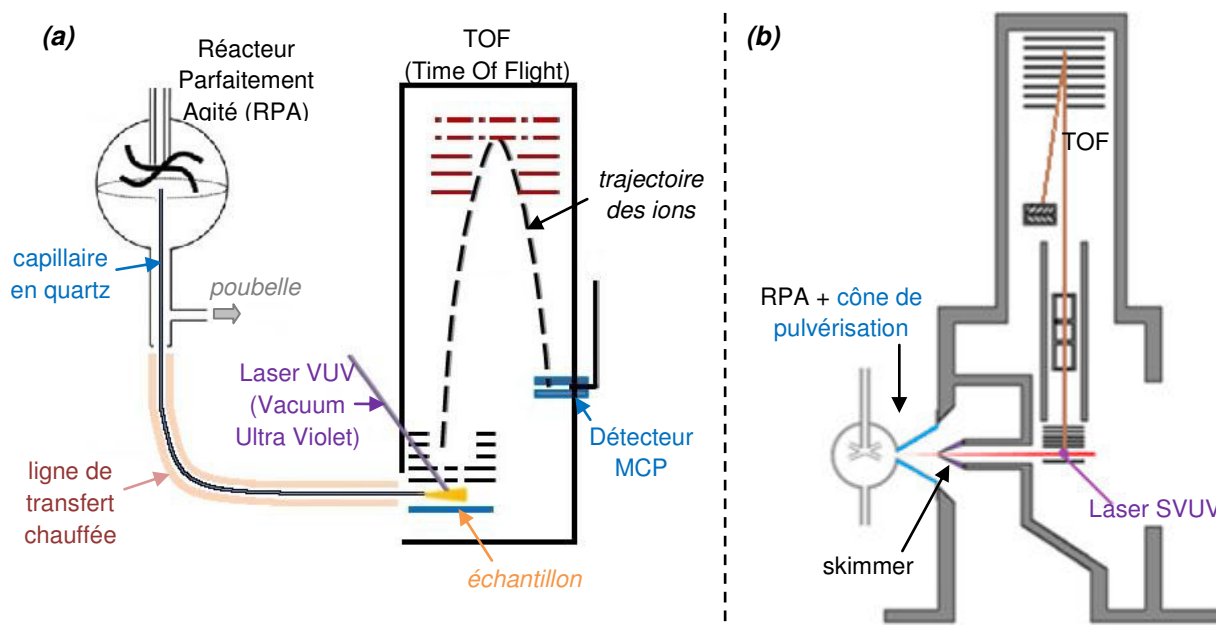 (a)
Réacteur
Parfaitement
Agité (RPA)
TOF
(Time Of Flight)
trajectoire
des ions
capillaire
en quartz
poubelle
Laser VUV
(Vacuum
Ultra Violet)
Détecteur
MCP
ligne de
transfert
chauffée
échantillon
(b)
TOF
RPA + cône de
pulvérisation
Laser SVUV
skimmer